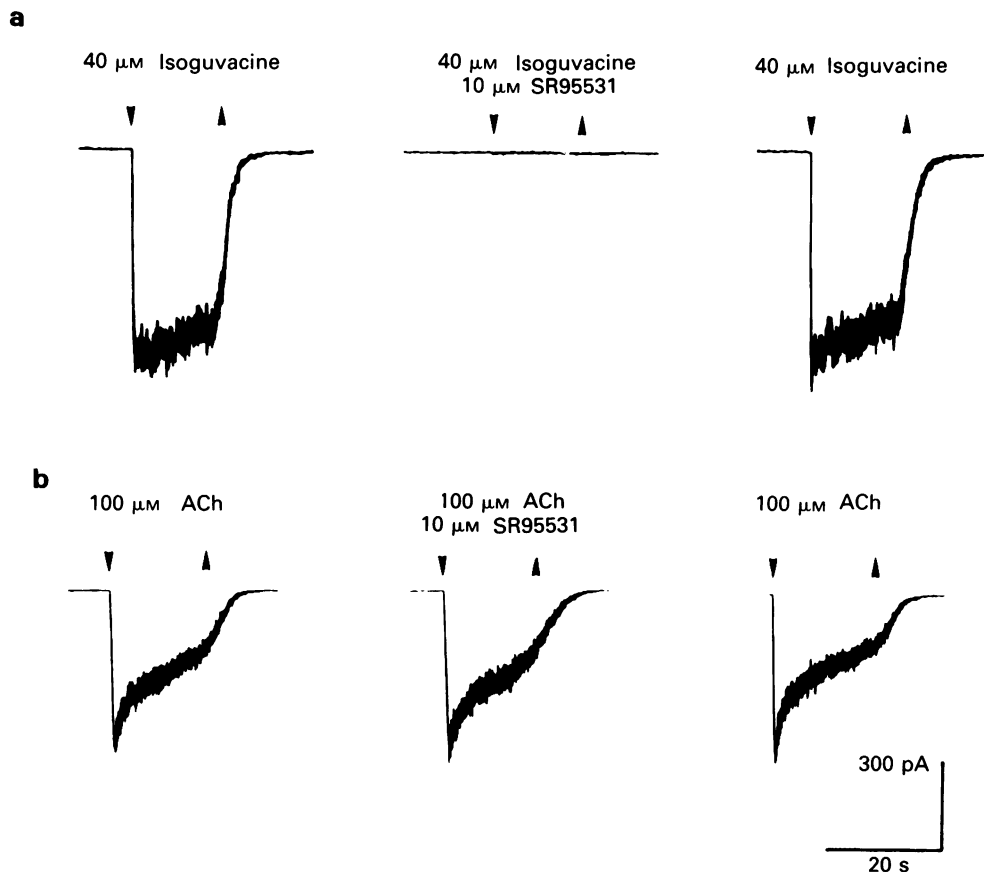 a
40 μM Isoguvacine
40 μM Isoguvacine
10 μM SR95531
40 μM Isoguvacine
b
100 μM ACh
100 μM ACh
10 μM SR95531
100 μM ACh
300 pA
20 s